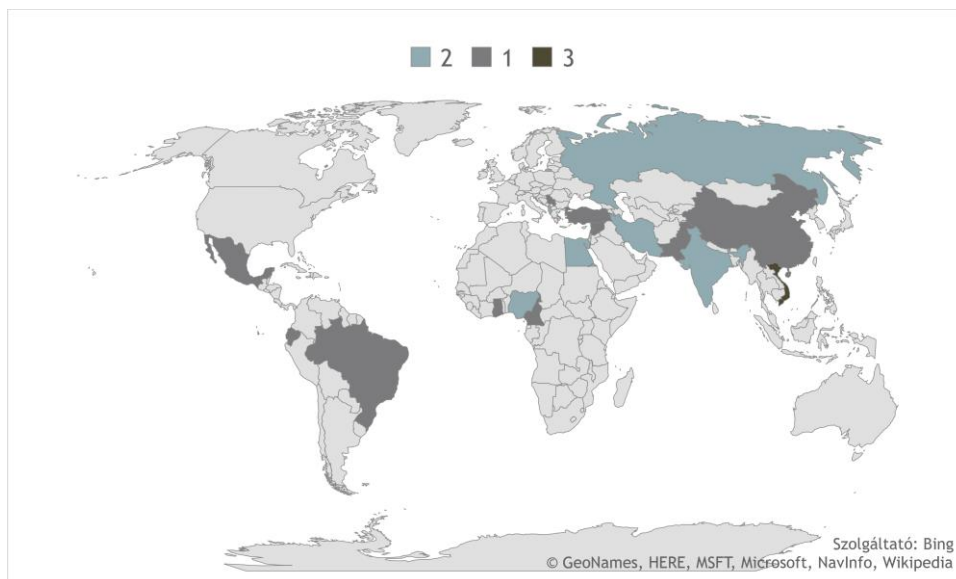 2 1 3
Szolgáltató: Bing
© GeoNames, HERE, MSFT, Microsoft, NavInfo, Wikipedia